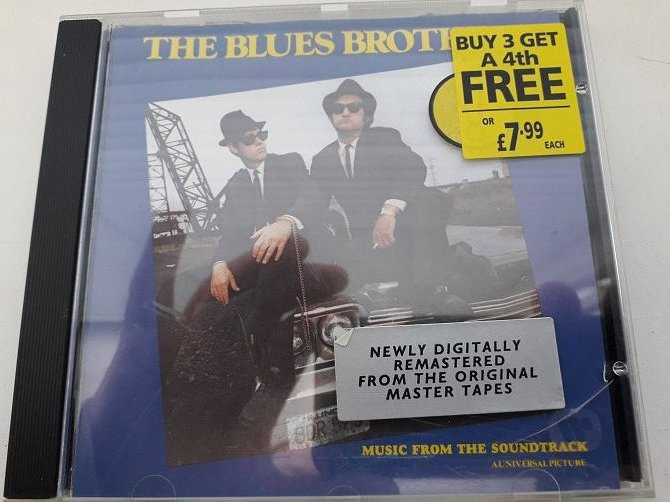 THE BLUES BROTH
BUY 3 GET
A 4th
FREE
OR
£7.99
EACH
NEWLY DIGITALLY
REMASTERED
FROM THE ORIGINAL
MASTER TAPES
MUSIC FROM THE SOUNDTRACK
A UNIVERSAL PICTURE